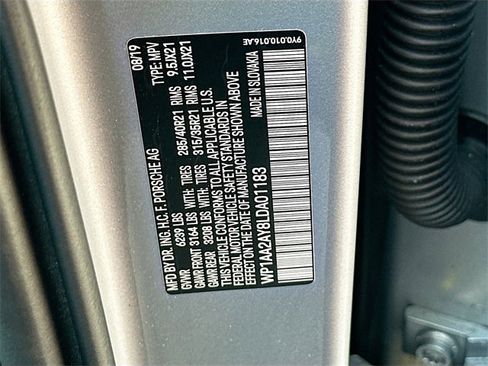 MFD BY DR. ING. H.C. F. PORSCHE AG 08/19
GVWR 6239 LBS TYPE: MPV
GAWR FRONT 3164 LBS WITH: TIRES 285/40R21 RIMS 9.5JX21
GAWR REAR 3208 LBS WITH: TIRES 315/35R21 RIMS 11.0JX21
THIS VEHICLE CONFORMS TO ALL APPLICABLE U.S.
FEDERAL MOTOR VEHICLE SAFETY STANDARDS IN
EFFECT ON THE DATE OF MANUFACTURE SHOWN ABOVE
WP1AA2AY8LDA01183 MADE IN SLOVAKIA
9Y0.010.016.AE